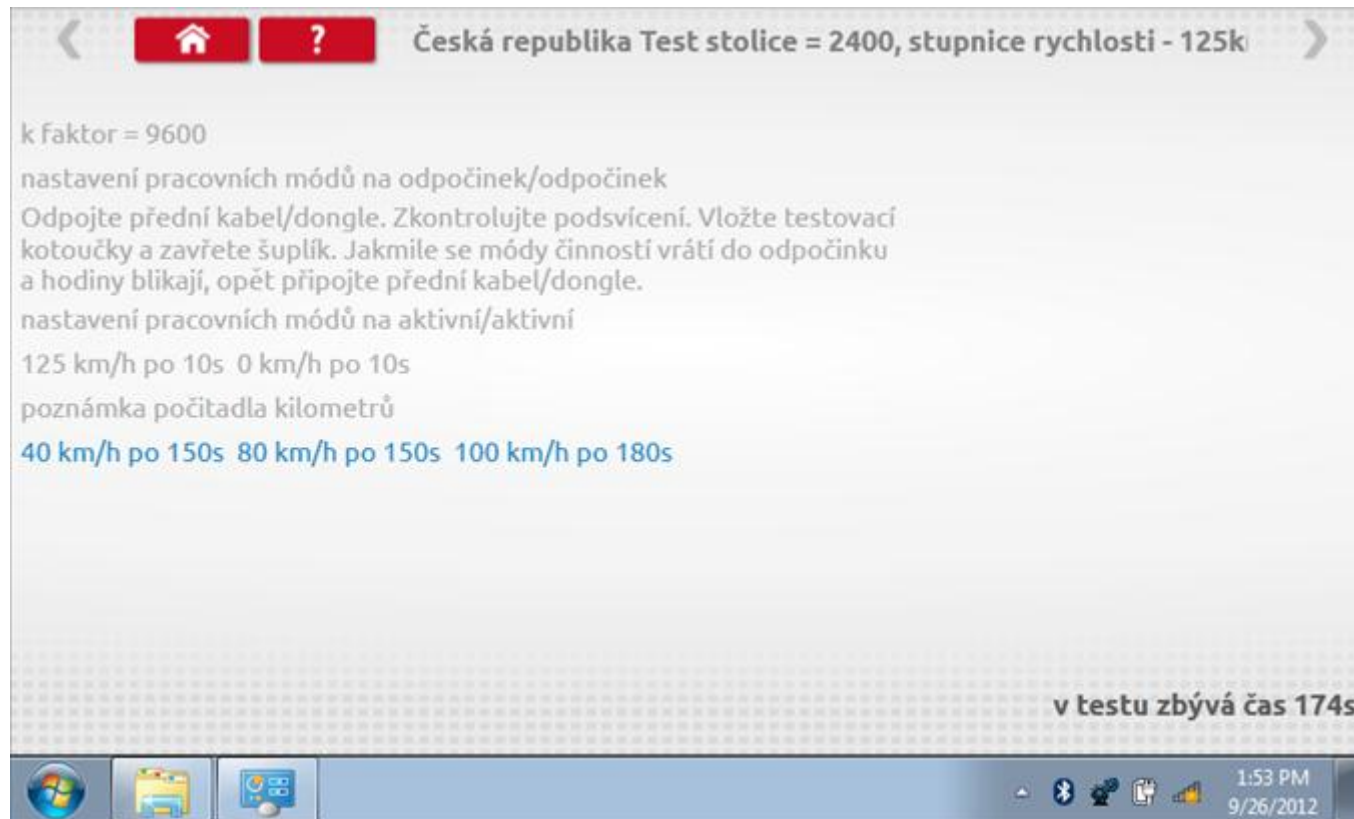 ?
Česká republika Test stolice = 2400, stupnice rychlosti - 125k
k faktor = 9600
nastavení pracovních módů na odpočinek/odpočinek
Odpojte přední kabel/dongle. Zkontrolujte podsvícení. Vložte testovací
kotoučky a zavřete šuplík. Jakmile se módy činností vrátí do odpočinku
a hodiny blikají, opět připojte přední kabel/dongle.
nastavení pracovních módů na aktivní/aktivní
125 km/h po 10s 0 km/h po 10s
poznámka počitadla kilometrů
40 km/h po 150s 80 km/h po 150s 100 km/h po 180s
v testu zbývá čas 174s
1:53 PM
9/26/2012